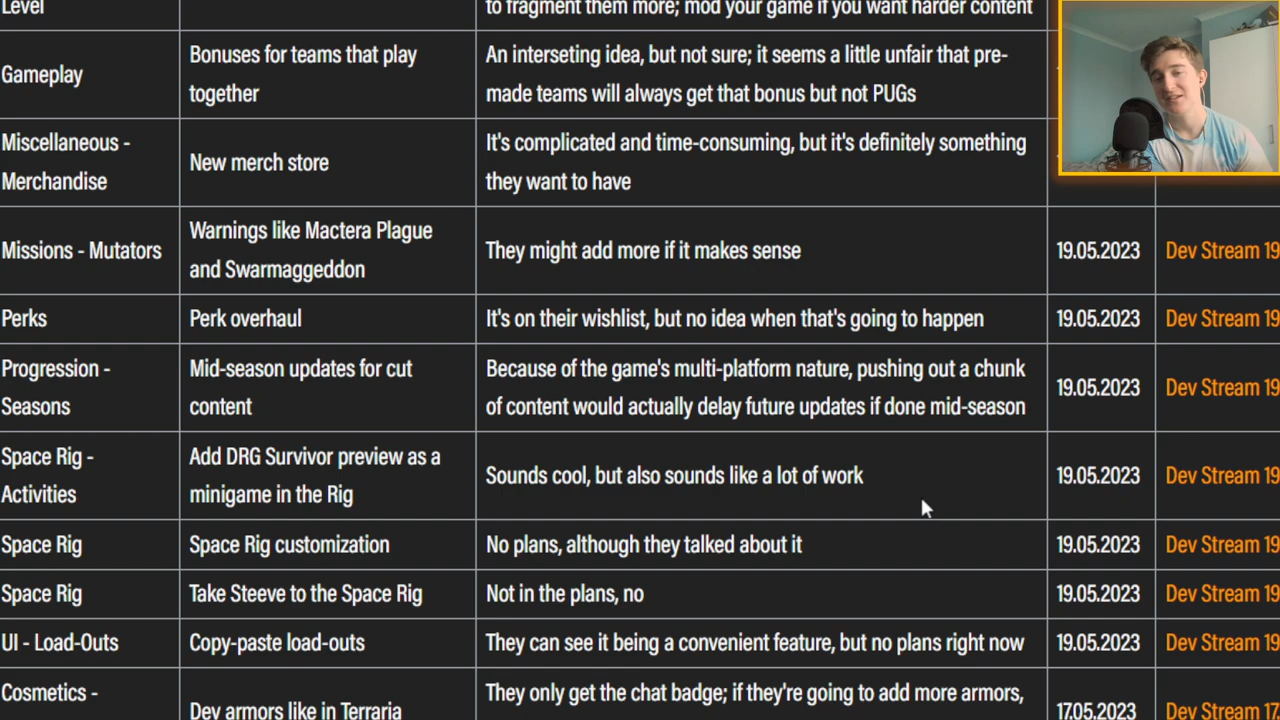 Level
to fragment them more; mod your game if you want harder content
Gameplay
Bonuses for teams that play
together
An interseting idea, but not sure; it seems a little unfair that pre-
made teams will always get that bonus but not PUGs
Miscellaneous -
Merchandise
New merch store
It's complicated and time-consuming, but it's definitely something
they want to have
Missions - Mutators
Warnings like Mactera Plague
and Swarmaggeddon
They might add more if it makes sense
19.05.2023
Dev Stream 19
Perks
Perk overhaul
It's on their wishlist, but no idea when that's going to happen
19.05.2023
Dev Stream 19
Progression -
Seasons
Mid-season updates for cut
content
Because of the game's multi-platform nature, pushing out a chunk
of content would actually delay future updates if done mid-season
19.05.2023
Dev Stream 19
Space Rig -
Activities
Add DRG Survivor preview as a
minigame in the Rig
Sounds cool, but also sounds like a lot of work
19.05.2023
Dev Stream 19
Space Rig
Space Rig customization
No plans, although they talked about it
19.05.2023
Dev Stream 19
Space Rig
Take Steeve to the Space Rig
Not in the plans, no
19.05.2023
Dev Stream 19
UI - Load-Outs
Copy-paste load-outs
They can see it being a convenient feature, but no plans right now
19.05.2023
Dev Stream 19
Cosmetics -
Dev armors like in Terraria
They only get the chat badge; if they're going to add more armors,
17.05.2023
Dev Stream 17